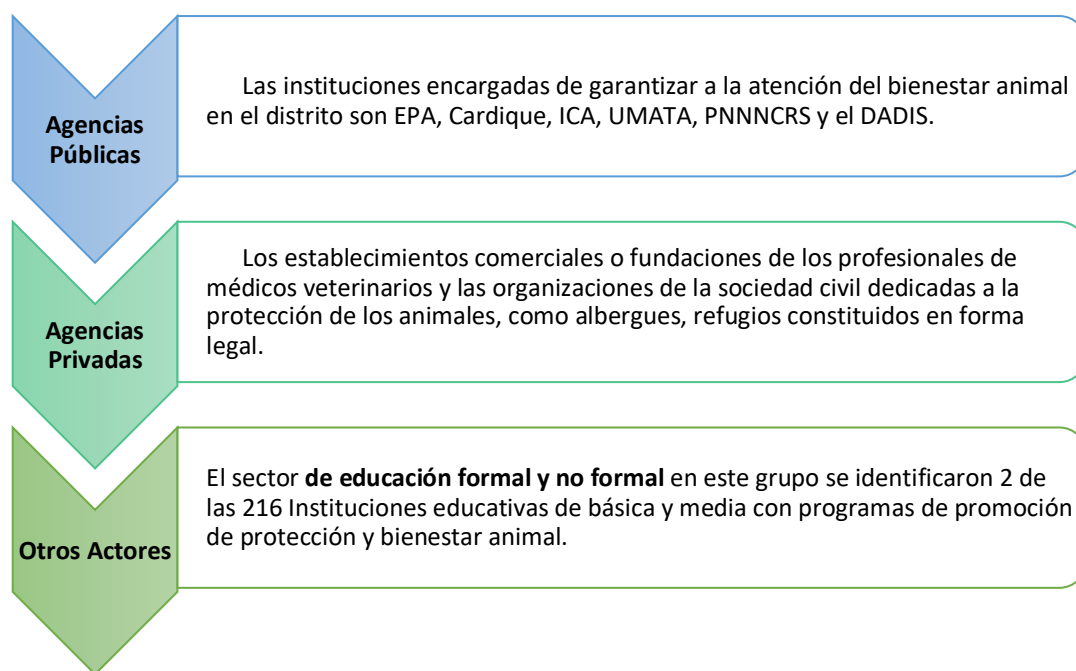 Agencias
Públicas
Las instituciones encargadas de garantizar a la atención del bienestar animal
en el distrito son EPA, Cardique, ICA, UMATA, PNNNCRS y el DADIS.
Agencias
Privadas
Los establecimientos comerciales o fundaciones de los profesionales de
médicos veterinarios y las organizaciones de la sociedad civil dedicadas a la
protección de los animales, como albergues, refugios constituidos en forma
legal.
Otros Actores
El sector de educación formal y no formal en este grupo se identificaron 2 de
las 216 Instituciones educativas de básica y media con programas de promoción
de protección y bienestar animal.